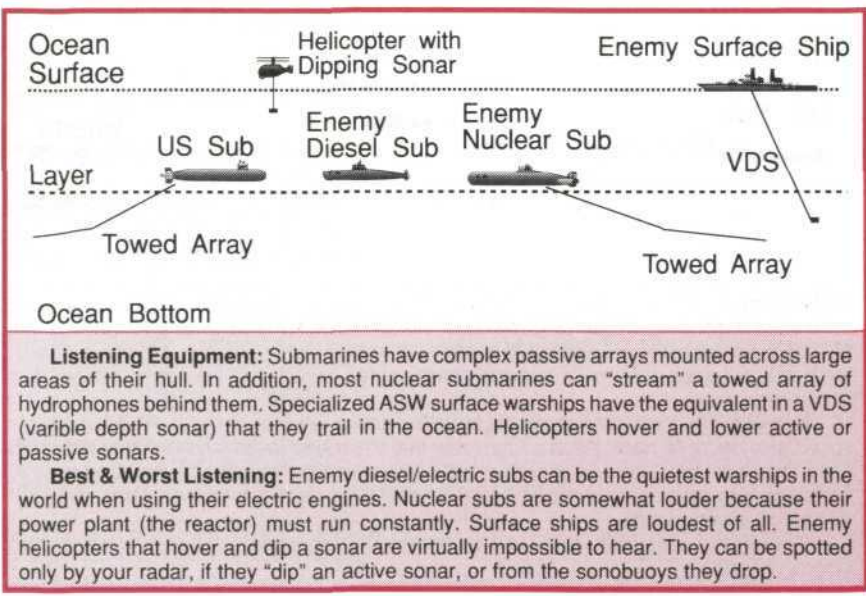 Ocean
Surface
Helicopter with
Dipping Sonar
Enemy Surface Ship
US Sub
Enemy
Diesel Sub
Enemy
Nuclear Sub
VDS
Layer
Towed Array
Towed Array
Ocean Bottom
Listening Equipment: Submarines have complex passive arrays mounted across large
areas of their hull. In addition, most nuclear submarines can “stream” a towed array of
hydrophones behind them. Specialized ASW surface warships have the equivalent in a VDS
(varible depth sonar) that they trail in the ocean. Helicopters hover and lower active or
passive sonars.
Best & Worst Listening: Enemy diesel/electric subs can be the quietest warships in the
world when using their electric engines. Nuclear subs are somewhat louder because their
power plant (the reactor) must run constantly. Surface ships are loudest of all. Enemy
helicopters that hover and dip a sonar are virtually impossible to hear. They can be spotted
only by your radar, if they “dip” an active sonar, or from the sonobuoys they drop.